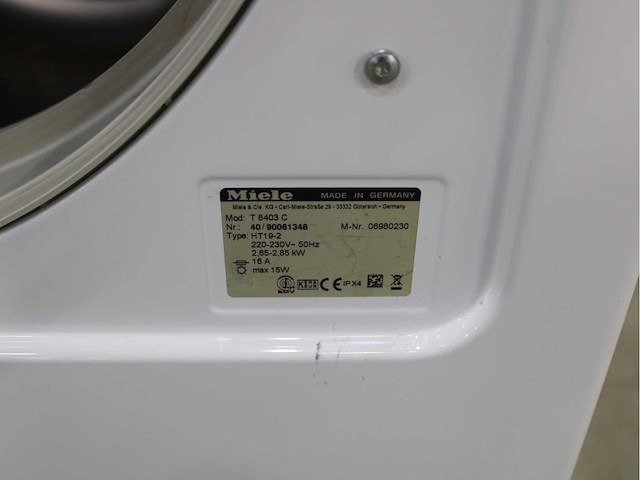 Miele MADE IN GERMANY
Miele & Cie. KG · Carl-Miele-Straße 29 · 33332 Gütersloh · Germany
Mod: T 8403 C
Nr.: 40/90061348 M-Nr. 06980230
Type: HT19-2
220-230V~ 50Hz
2,65-2,85 kW
16 A
max 15W
CE IPX4